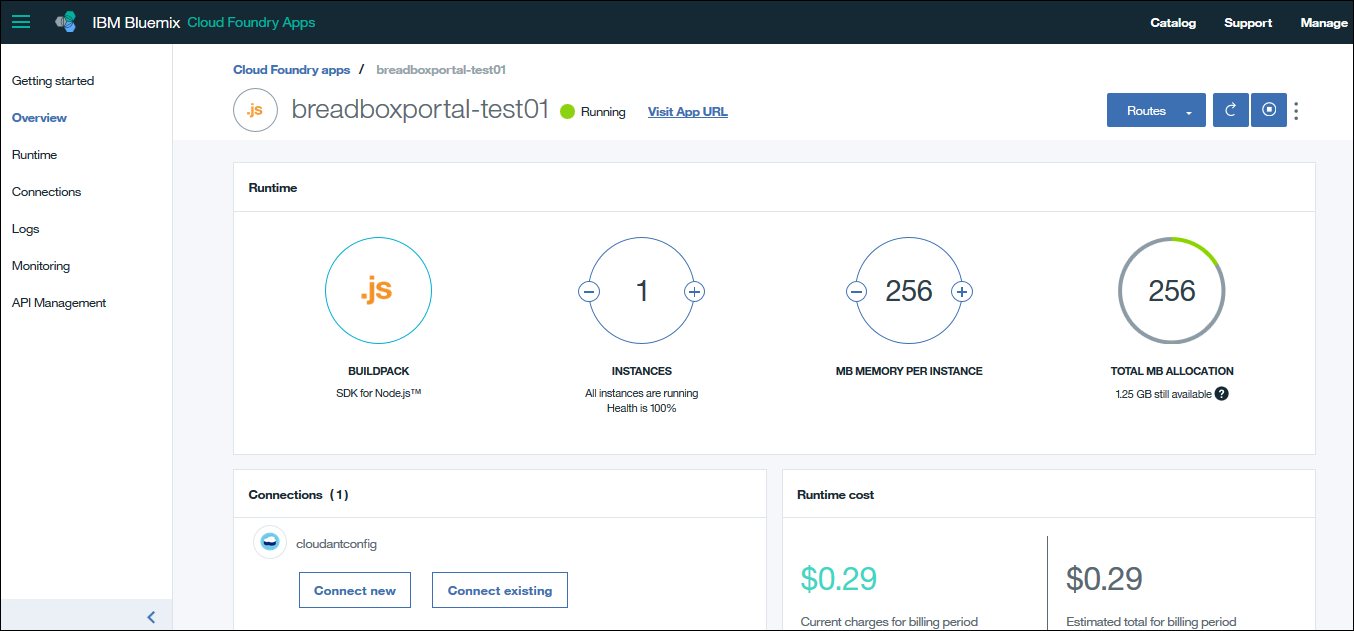 IBM Bluemix Cloud Foundry Apps
Catalog Support Manage
Getting started
Overview
Runtime
Connections
Logs
Monitoring
API Management
Cloud Foundry apps / breadboxportal-test01
.js
breadboxportal-test01 Running Visit App URL
Routes
Runtime
.js
BUILDPACK
SDK for Node.js™
1
INSTANCES
All instances are running
Health is 100%
256
MB MEMORY PER INSTANCE
256
TOTAL MB ALLOCATION
1.25 GB still available ?
Connections (1)
cloudantconfig
Connect new
Connect existing
Runtime cost
$0.29
Current charges for billing period
$0.29
Estimated total for billing period